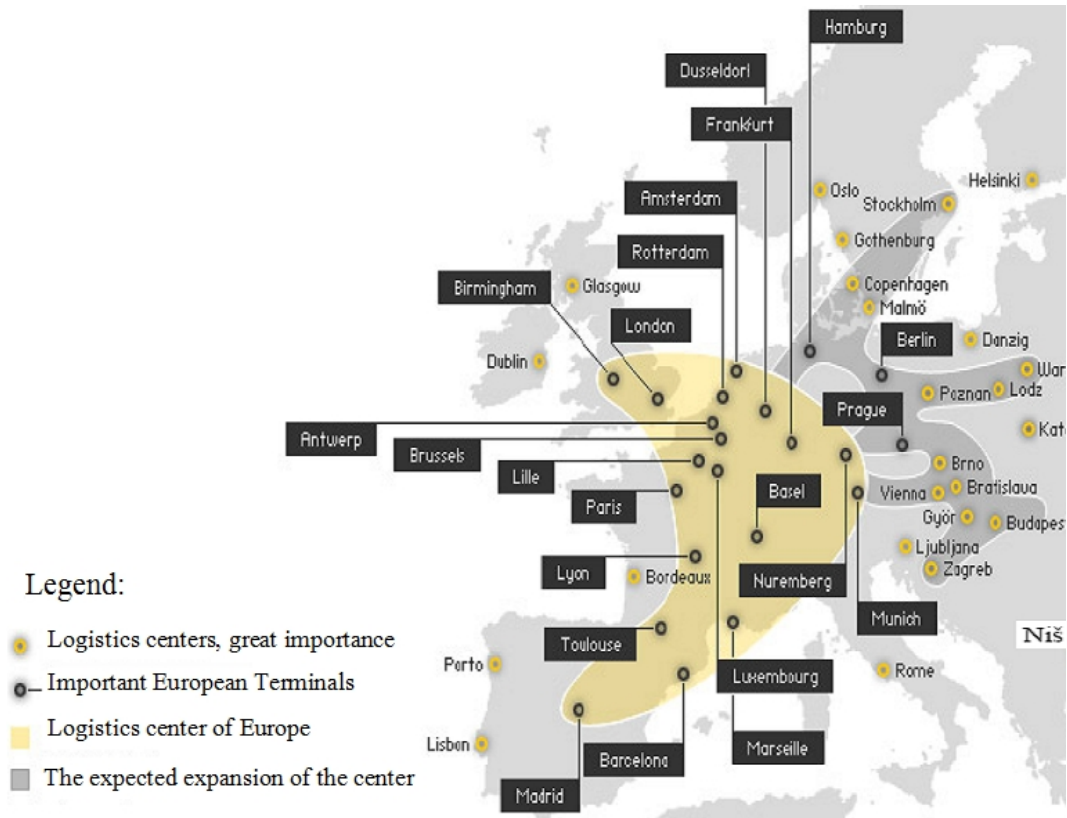 Hamburg
Dusseldorf
Frankfurt
Helsinki
Oslo
Stockholm
Amsterdam
Gothenburg
Rotterdam
Birmingham
Glasgow
Copenhagen
Malmö
London
Berlin
Danzig
Dublin
War
Poznan
Lodz
Prague
Antwerp
Kato
Brussels
Lille
Brno
Basel
Vienna
Bratislava
Paris
Györ
Budapest
Ljubljana
Lyon
Bordeaux
Zagreb
Nuremberg
Legend:
Munich
Logistics centers, great importance
Toulouse
Niš
Porto
Rome
Important European Terminals
Luxembourg
Logistics center of Europe
Lisbon
Marseille
Barcelona
The expected expansion of the center
Madrid